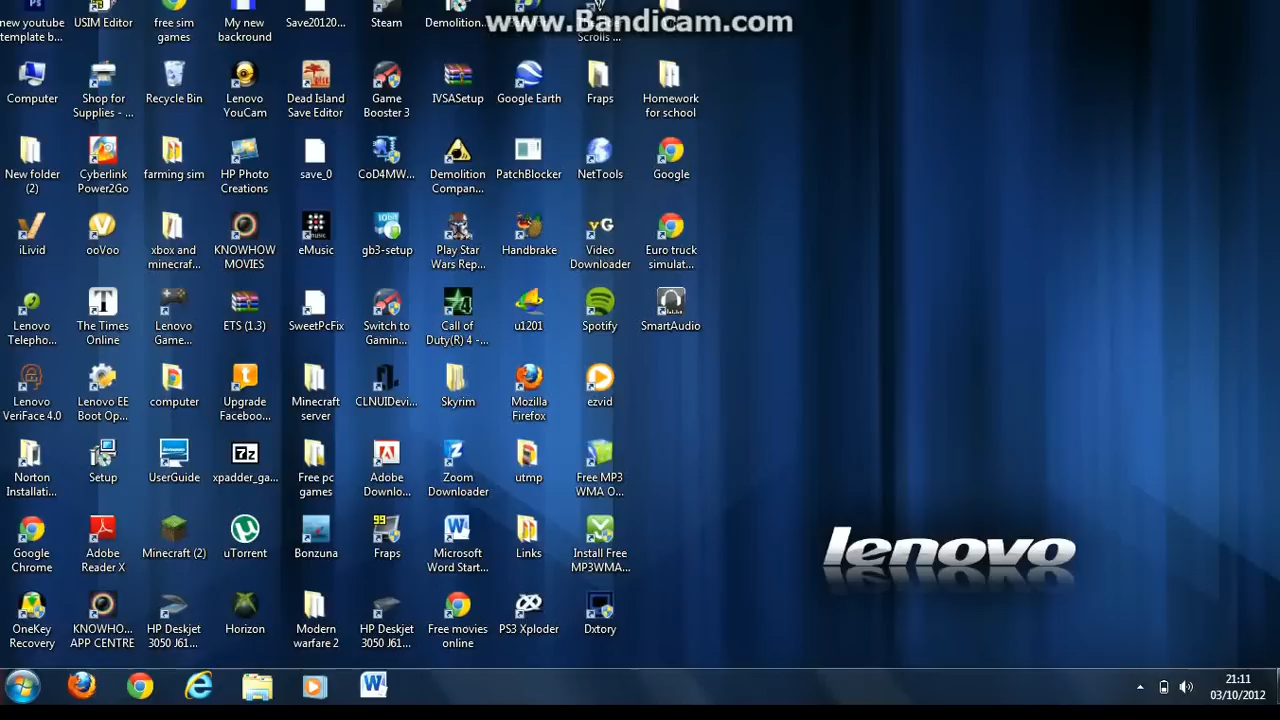 www.Bandicam.com
new youtube
template b...
USIM Editor
free sim
games
My new
backround
Save20120...
Steam
Demolition...
Scrolls ...
Computer
Shop for
Supplies - ...
Recycle Bin
Lenovo
YouCam
Dead Island
Save Editor
Game
Booster 3
IVSASetup
Google Earth
Fraps
Homework
for school
New folder
(2)
Cyberlink
Power2Go
farming sim
HP Photo
Creations
save_0
CoD4MW...
Demolition
Compan...
PatchBlocker
NetTools
Google
iLivid
ooVoo
xbox and
minecraf...
KNOWHOW
MOVIES
eMusic
gb3-setup
Play Star
Wars Rep...
Handbrake
Video
Downloader
Euro truck
simulat...
Lenovo
Telepho...
The Times
Online
Lenovo
Game...
ETS (1.3)
SweetPcFix
Switch to
Gamin...
Call of
Duty(R) 4 -...
u1201
Spotify
SmartAudio
Lenovo
VeriFace 4.0
Lenovo EE
Boot Op...
computer
Upgrade
Faceboo...
Minecraft
server
CLNUIDevi...
Skyrim
Mozilla
Firefox
ezvid
Norton
Installati...
Setup
UserGuide
xpadder_ga...
Free pc
games
Adobe
Downlo...
Zoom
Downloader
utmp
Free MP3
WMA O...
Google
Chrome
Adobe
Reader X
Minecraft (2)
uTorrent
Bonzuna
Fraps
Microsoft
Word Start...
Links
Install Free
MP3WMA...
OneKey
Recovery
KNOWHO...
APP CENTRE
HP Deskjet
3050 J61...
Horizon
Modern
warfare 2
HP Deskjet
3050 J61...
Free movies
online
PS3 Xploder
Dxtory
lenovo
21:11
03/10/2012